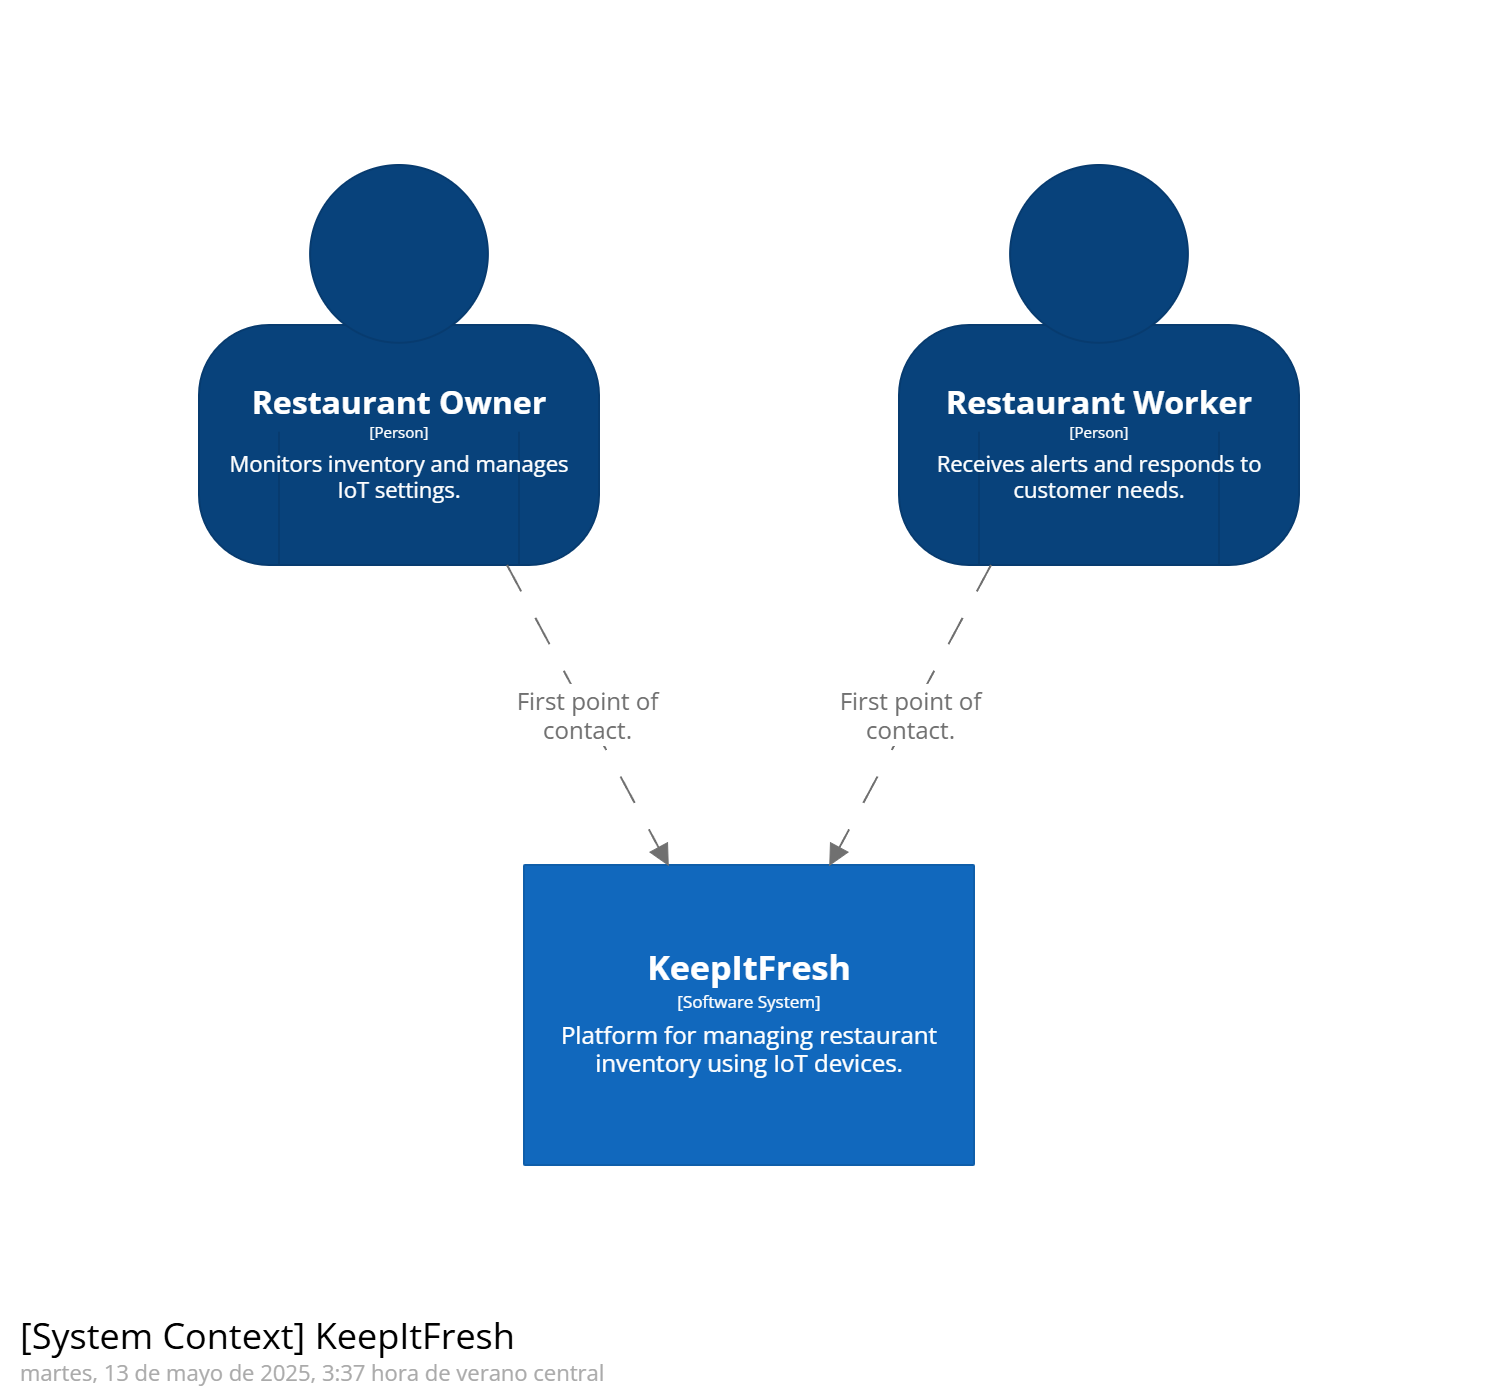 Restaurant Owner
[Person]
Monitors inventory and manages
IoT settings.
Restaurant Worker
[Person]
Receives alerts and responds to
customer needs.
First point of
contact.
First point of
contact.
KeepItFresh
[Software System]
Platform for managing restaurant
inventory using IoT devices.
[System Context] KeepItFresh
martes, 13 de mayo de 2025, 3:37 hora de verano central